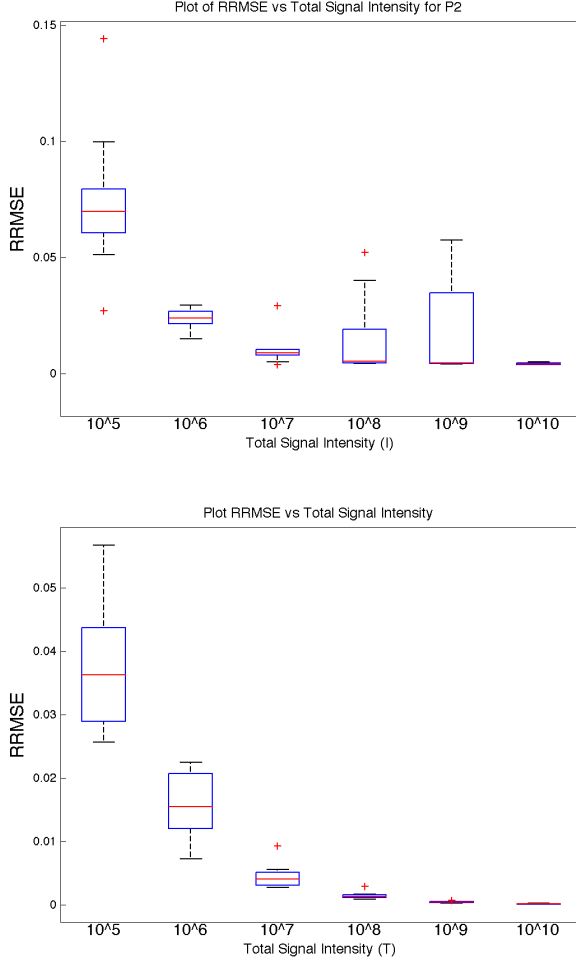 Plot of RRMSE vs Total Signal Intensity for P2
0.15
0.1
0.05
0
RRMSE
10^5 10^6 10^7 10^8 10^9 10^10
Total Signal Intensity (I)
Plot RRMSE vs Total Signal Intensity
0.05
0.04
0.03
0.02
0.01
0
RRMSE
10^5 10^6 10^7 10^8 10^9 10^10
Total Signal Intensity (T)